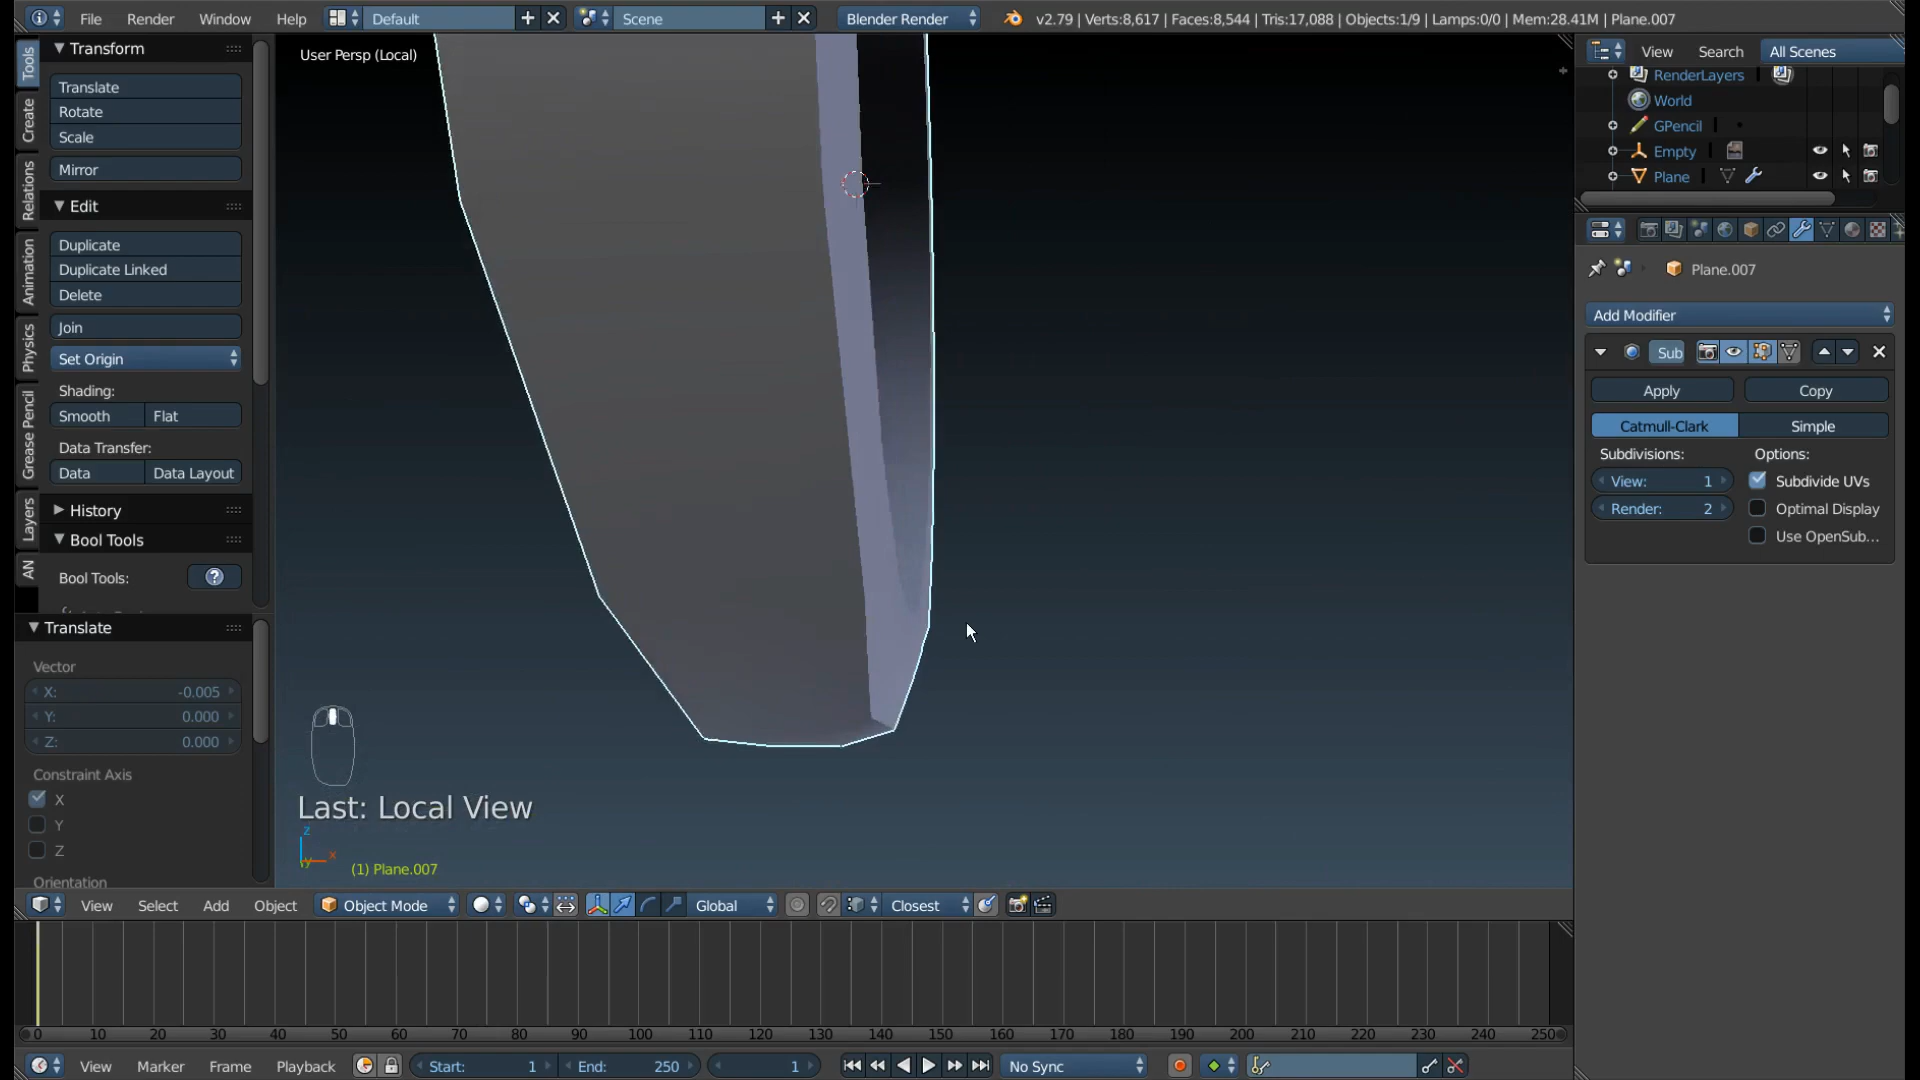 File Render Window Help Default Scene Blender Render v2.79 | Verts:8,617 | Faces:8,544 | Tris:17,088 | Objects:1/9 | Lamps:0/0 | Mem:28.41M | Plane.007
Tools
Create
Relations
Animation
Physics
Grease Pencil
Layers
AN
Transform
Translate
Rotate
Scale
Mirror
Edit
Duplicate
Duplicate Linked
Delete
Join
Set Origin
Shading:
Smooth Flat
Data Transfer:
Data Data Layout
History
Bool Tools
Bool Tools: ?
Translate
Vector
X: -0.005
Y: 0.000
Z: 0.000
Constraint Axis
X
Y
Z
Orientation
User Persp (Local)
Last: Local View
z
x
(1) Plane.007
View Select Add Object Object Mode Global Closest
0 10 20 30 40 50 60 70 80 90 100 110 120 130 140 150 160 170 180 190 200 210 220 230 240 250
View Marker Frame Playback Start: 1 End: 250 1 No Sync
View Search All Scenes
RenderLayers
World
GPencil
Empty
Plane
Plane.007
Add Modifier
Sub
Apply Copy
Catmull-Clark Simple
Subdivisions: Options:
View: 1 Subdivide UVs
Render: 2 Optimal Display
Use OpenSub...